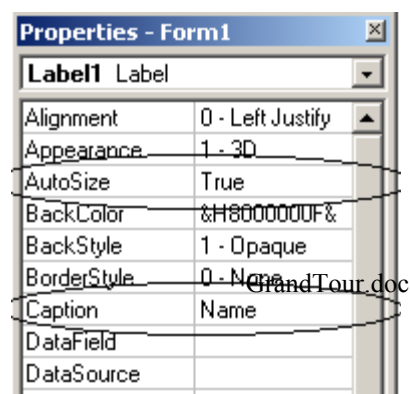 Properties - Form1
Label1 Label
Alignment 0 - Left Justify
Appearance 1 - 3D
AutoSize True
BackColor &H8000000F&
BackStyle 1 - Opaque
BorderStyle 0 - None
GrandTour.doc
Caption Name
DataField
DataSource